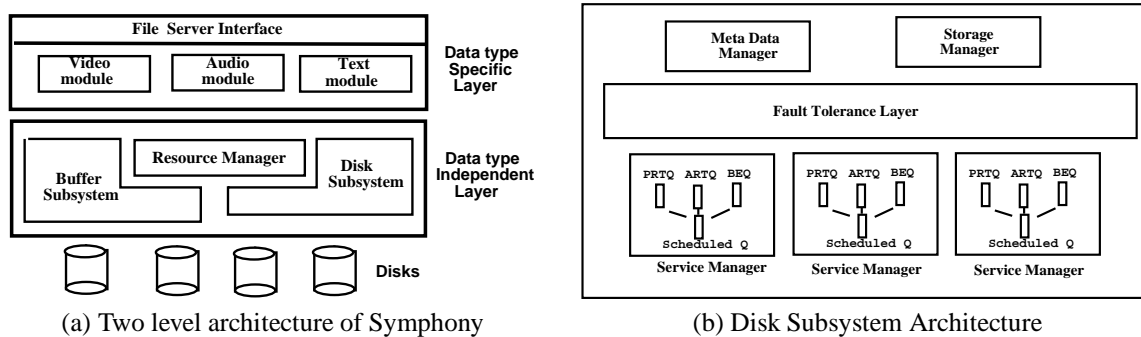 File Server Interface
Video
module
Audio
module
Text
module
Data type
Specific
Layer
Buffer
Subsystem
Resource Manager
Disk
Subsystem
Data type
Independent
Layer
Disks
(a) Two level architecture of Symphony
Meta Data
Manager
Storage
Manager
Fault Tolerance Layer
PRTQ ARTQ BEQ
Scheduled Q
Service Manager
PRTQ ARTQ BEQ
Scheduled Q
Service Manager
PRTQ ARTQ BEQ
Scheduled Q
Service Manager
(b) Disk Subsystem Architecture